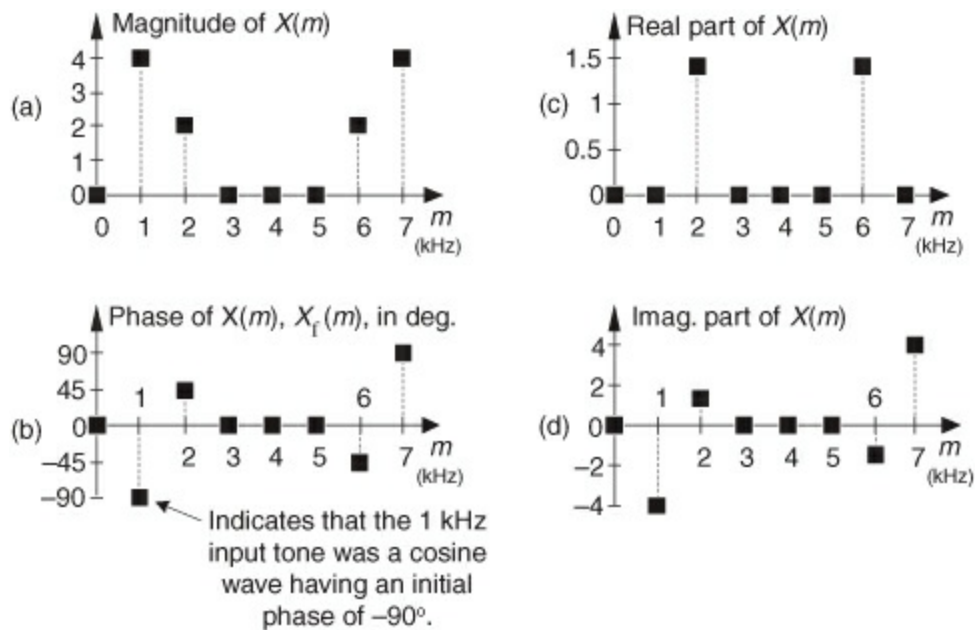 Magnitude of X(m)
(a)
4
3
2
1
0
0 1 2 3 4 5 6 7 m
(kHz)
Real part of X(m)
(c)
1.5
1
0.5
0
0 1 2 3 4 5 6 7 m
(kHz)
Phase of X(m), X_f(m), in deg.
(b)
90
45
0
–45
–90
1 6
2 3 4 5 7 m
(kHz)
Indicates that the 1 kHz
input tone was a cosine
wave having an initial
phase of –90°.
Imag. part of X(m)
(d)
4
2
0
–2
–4
1 6
2 3 4 5 7 m
(kHz)